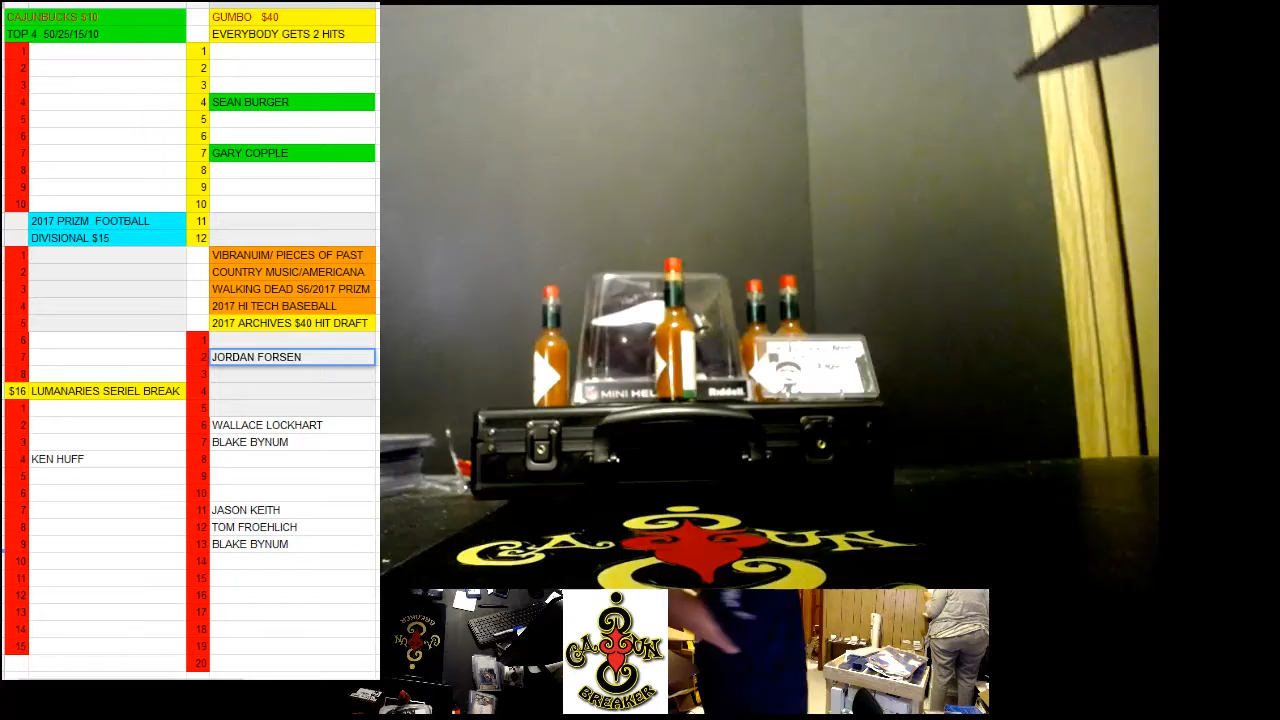 CAJUNBUCKS $10
TOP 4 50/25/15/10
1
2
3
4
5
6
7
8
9
10
2017 PRIZM FOOTBALL
DIVISIONAL $15
1
2
3
4
5
6
7
8
$16 LUMANARIES SERIEL BREAK
1
2
3
4 KEN HUFF
5
6
7
8
9
10
11
12
13
14
15
GUMBO $40
EVERYBODY GETS 2 HITS
1
2
3
4 SEAN BURGER
5
6
7 GARY COPPLE
8
9
10
11
12
VIBRANUIM/ PIECES OF PAST
COUNTRY MUSIC/AMERICANA
WALKING DEAD S6/2017 PRIZM
2017 HI TECH BASEBALL
2017 ARCHIVES $40 HIT DRAFT
1
2 JORDAN FORSEN
3
4
5
6 WALLACE LOCKHART
7 BLAKE BYNUM
8
9
10
11 JASON KEITH
12 TOM FROEHLICH
13 BLAKE BYNUM
14
15
16
17
18
19
20
MINI HEL
Riddell
CAJUN
CAJUN
BREAKER
CAJUN
BREAKER